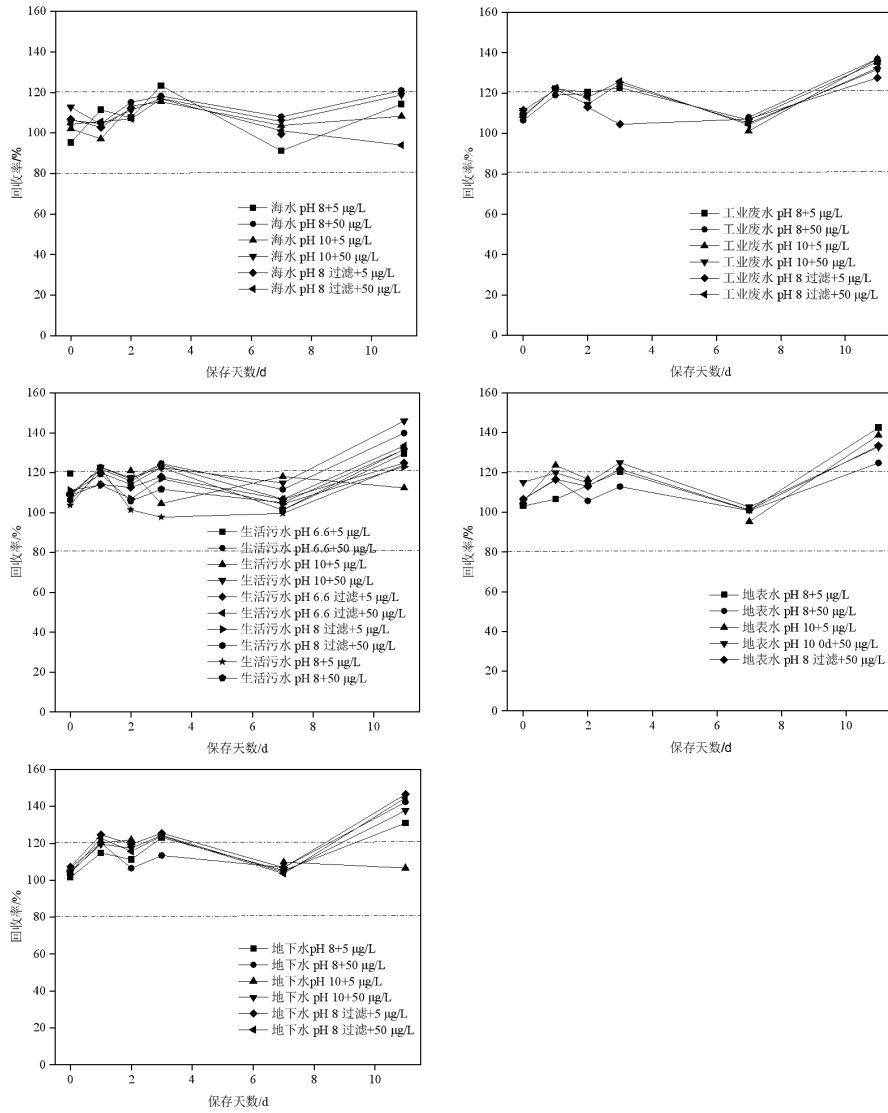 160
140
120
100
80
60
40
20
0
回收率/%
0 2 4 6 8 10
保存天数/d
海水 pH 8+5 μg/L
海水 pH 8+50 μg/L
海水 pH 10+5 μg/L
海水 pH 10+50 μg/L
海水 pH 8 过滤+5 μg/L
海水 pH 8 过滤+50 μg/L
160
140
120
100
80
60
40
20
0
回收率/%
0 2 4 6 8 10
保存天数/d
工业废水 pH 8+5 μg/L
工业废水 pH 8+50 μg/L
工业废水 pH 10+5 μg/L
工业废水 pH 10+50 μg/L
工业废水 pH 8 过滤+5 μg/L
工业废水 pH 8 过滤+50 μg/L
160
140
120
100
80
60
40
20
0
回收率/%
0 2 4 6 8 10
保存天数/d
生活污水 pH 6.6+5 μg/L
生活污水 pH 6.6+50 μg/L
生活污水 pH 10+5 μg/L
生活污水 pH 10+50 μg/L
生活污水 pH 6.6 过滤+5 μg/L
生活污水 pH 6.6 过滤+50 μg/L
生活污水 pH 8 过滤+5 μg/L
生活污水 pH 8 过滤+50 μg/L
生活污水 pH 8+5 μg/L
生活污水 pH 8+50 μg/L
160
140
120
100
80
60
40
20
0
回收率/%
0 2 4 6 8 10
保存天数/d
地表水 pH 8+5 μg/L
地表水 pH 8+50 μg/L
地表水 pH 10+5 μg/L
地表水 pH 10 0d+50 μg/L
地表水 pH 8 过滤+50 μg/L
160
140
120
100
80
60
40
20
0
回收率/%
0 2 4 6 8 10
保存天数/d
地下水pH 8+5 μg/L
地下水 pH 8+50 μg/L
地下水pH 10+5 μg/L
地下水 pH 10+50 μg/L
地下水 pH 8 过滤+5 μg/L
地下水 pH 8 过滤+50 μg/L